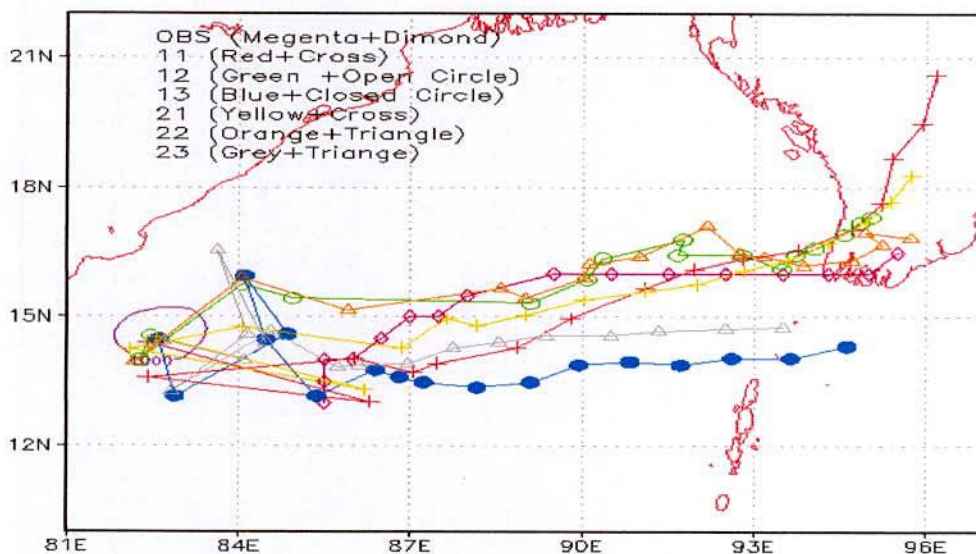 OBS (Megenta+Dimond)
11 (Red+Cross)
12 (Green +Open Circle)
13 (Blue+Closed Circle)
21 (Yellow+Cross)
22 (Orange+Triangle)
23 (Grey+Triange)
21N
18N
15N
12N
81E 84E 87E 90E 93E 96E